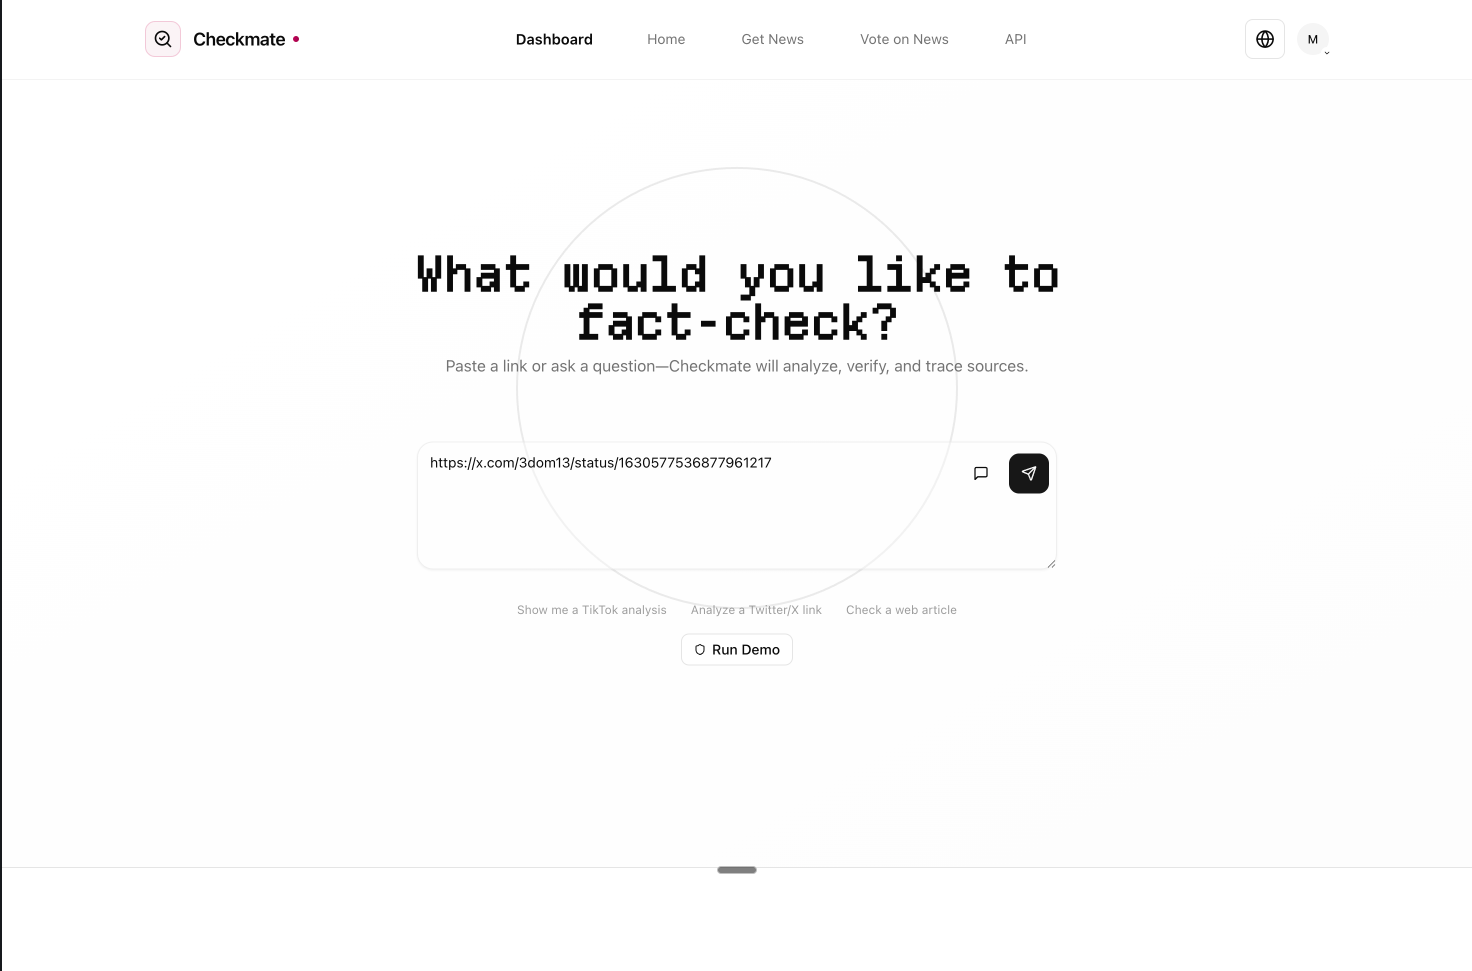 Checkmate
Dashboard
Home
Get News
Vote on News
API
M
What would you like to
fact-check?
Paste a link or ask a question—Checkmate will analyze, verify, and trace sources.
https://x.com/3dom13/status/1630577536877961217
Show me a TikTok analysis
Analyze a Twitter/X link
Check a web article
Run Demo